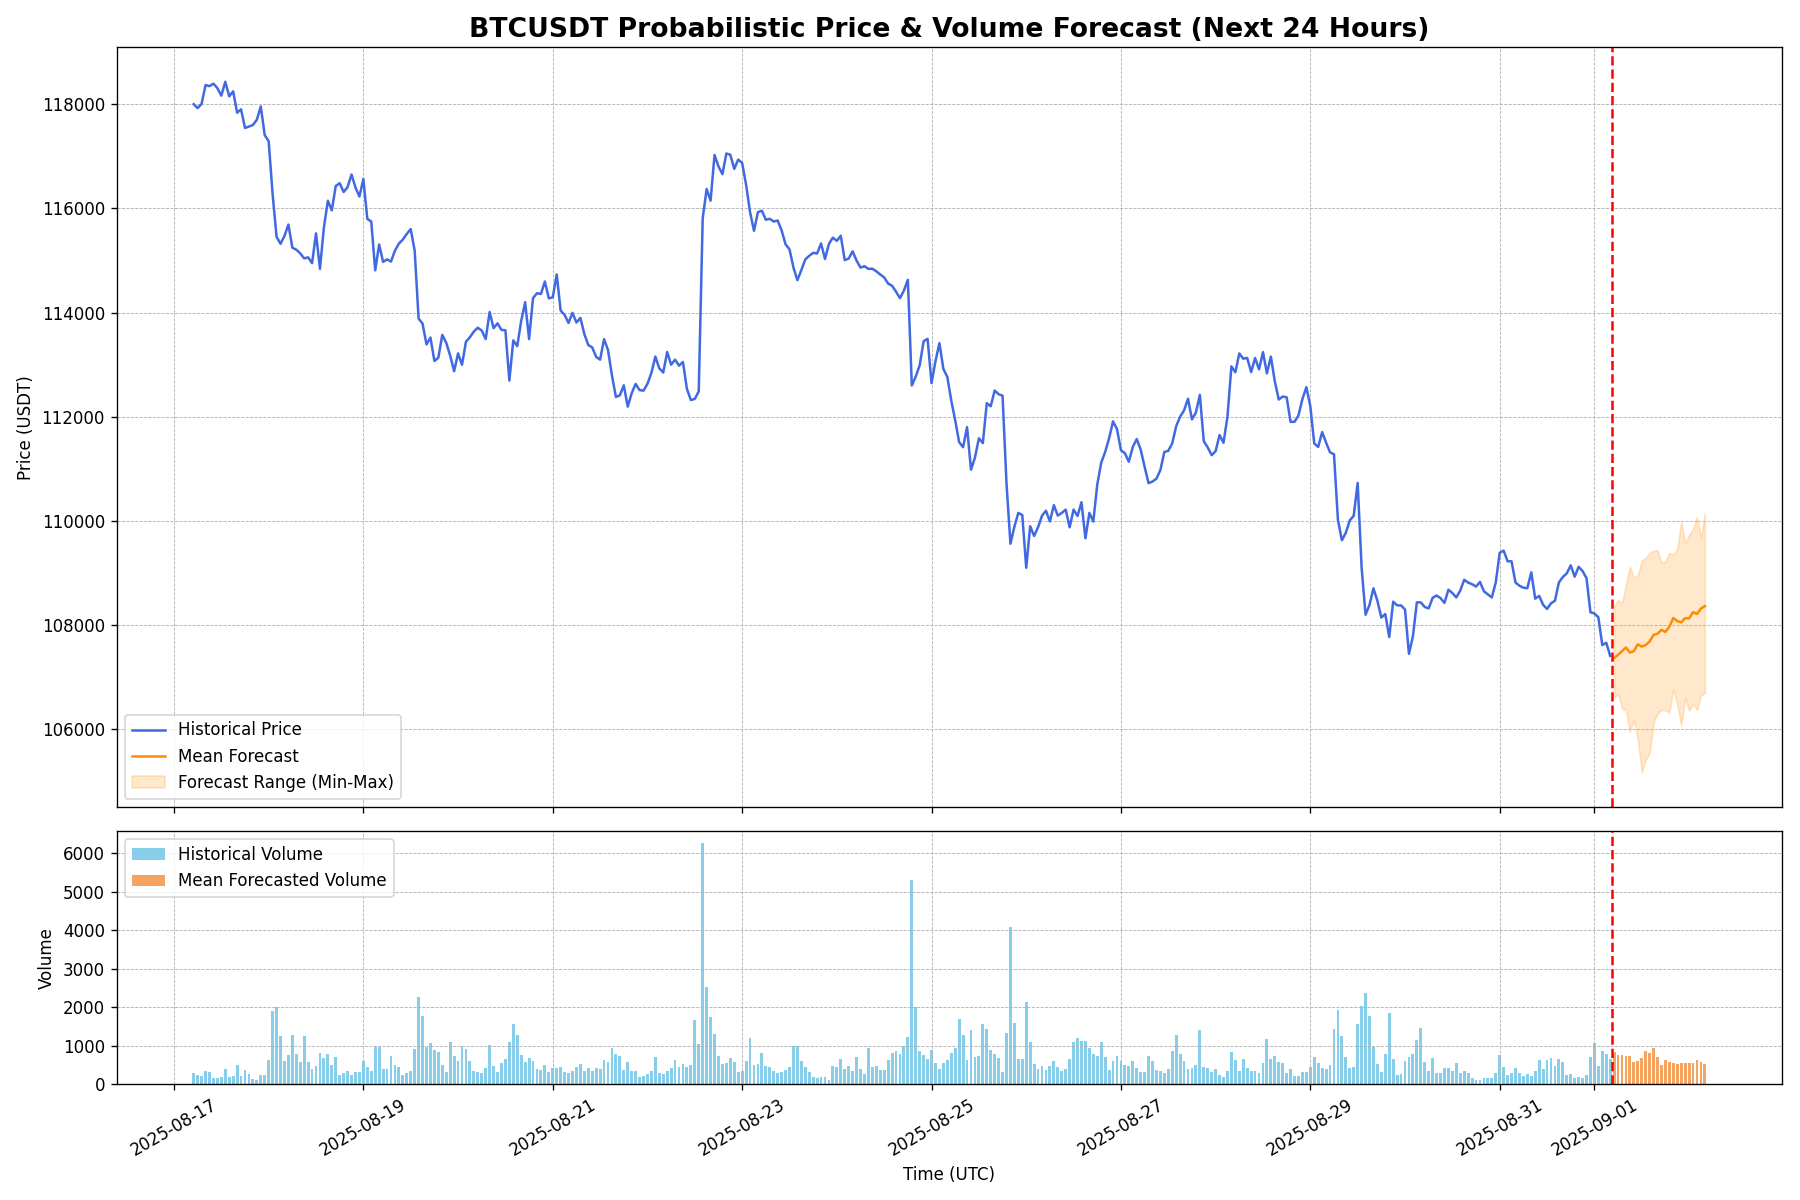 BTCUSDT Probabilistic Price & Volume Forecast (Next 24 Hours)
118000
116000
114000
112000
110000
108000
106000
Price (USDT)
Historical Price
Mean Forecast
Forecast Range (Min-Max)
6000
5000
4000
3000
2000
1000
0
Volume
Historical Volume
Mean Forecasted Volume
2025-08-17
2025-08-19
2025-08-21
2025-08-23
2025-08-25
2025-08-27
2025-08-29
2025-08-31
2025-09-01
Time (UTC)